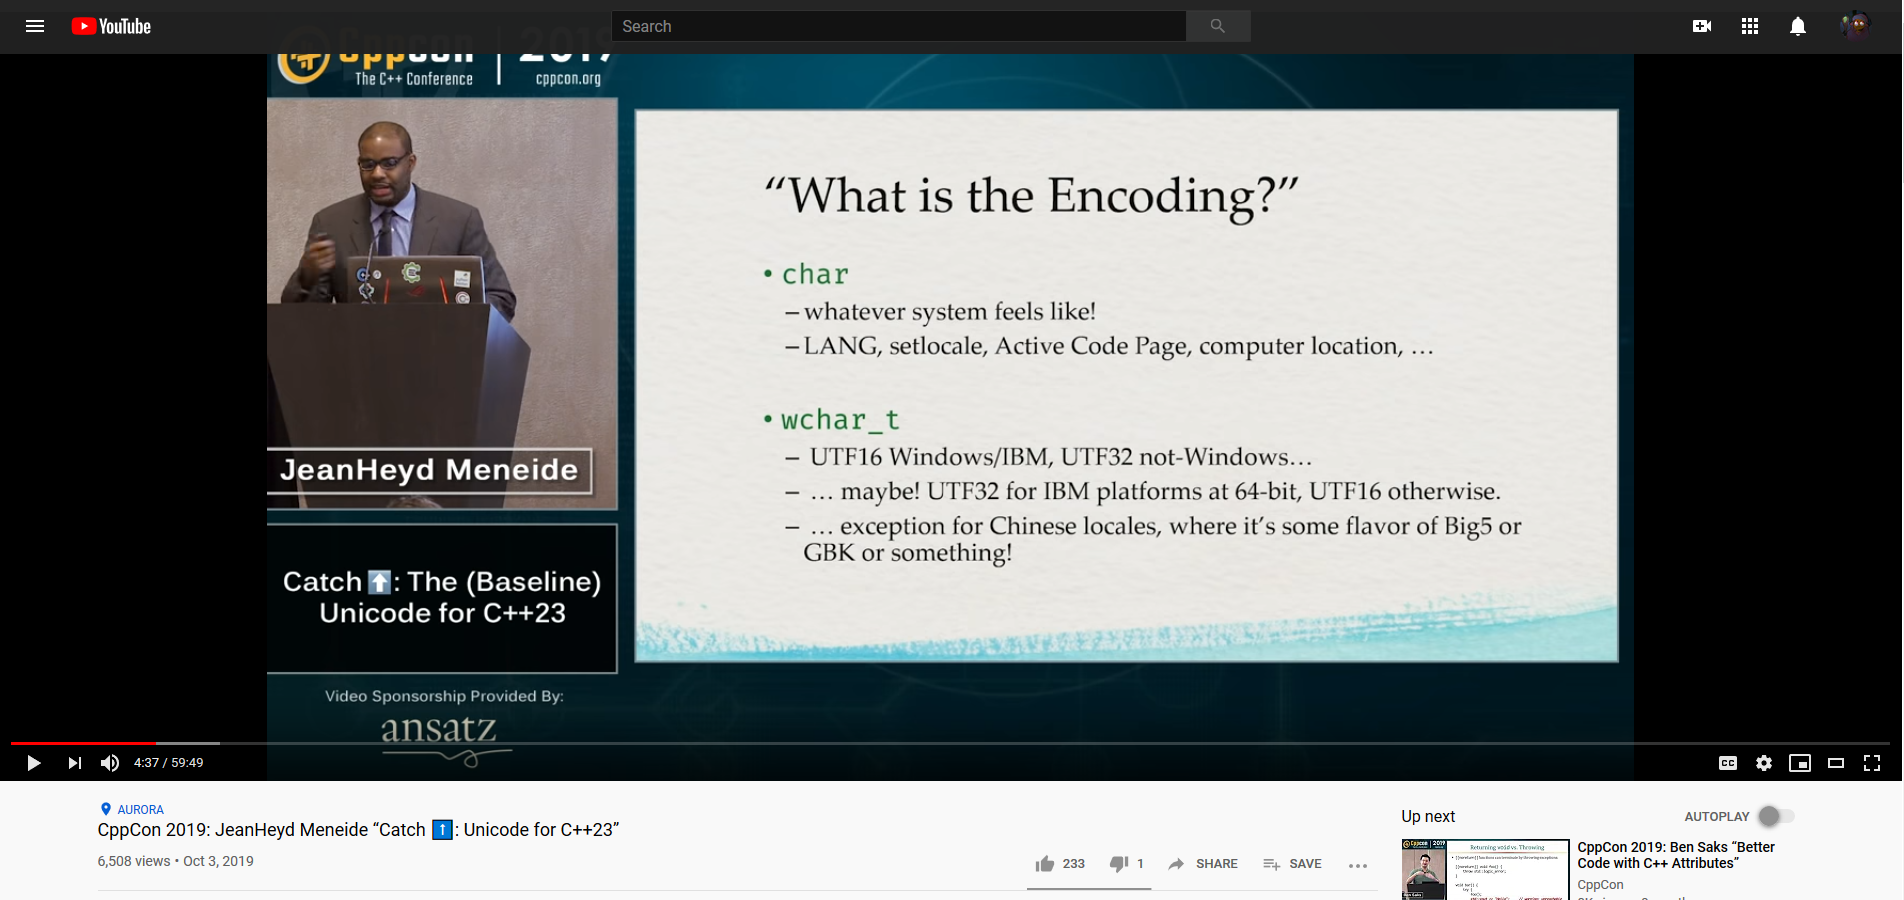 YouTube
Search
CppCon
2019
The C++ Conference
cppcon.org
JeanHeyd Meneide
Catch ⬆️: The (Baseline)
Unicode for C++23
Video Sponsorship Provided By:
ansatz
“What is the Encoding?”
• char
– whatever system feels like!
– LANG, setlocale, Active Code Page, computer location, …
• wchar_t
– UTF16 Windows/IBM, UTF32 not-Windows…
– … maybe! UTF32 for IBM platforms at 64-bit, UTF16 otherwise.
– … exception for Chinese locales, where it’s some flavor of Big5 or
GBK or something!
4:37 / 59:49
CC
AURORA
CppCon 2019: JeanHeyd Meneide “Catch ⬆️: Unicode for C++23”
6,508 views • Oct 3, 2019
233
1
SHARE
SAVE
Up next
AUTOPLAY
Returning void vs. Throwing
CppCon 2019: Ben Saks “Better
Code with C++ Attributes”
CppCon